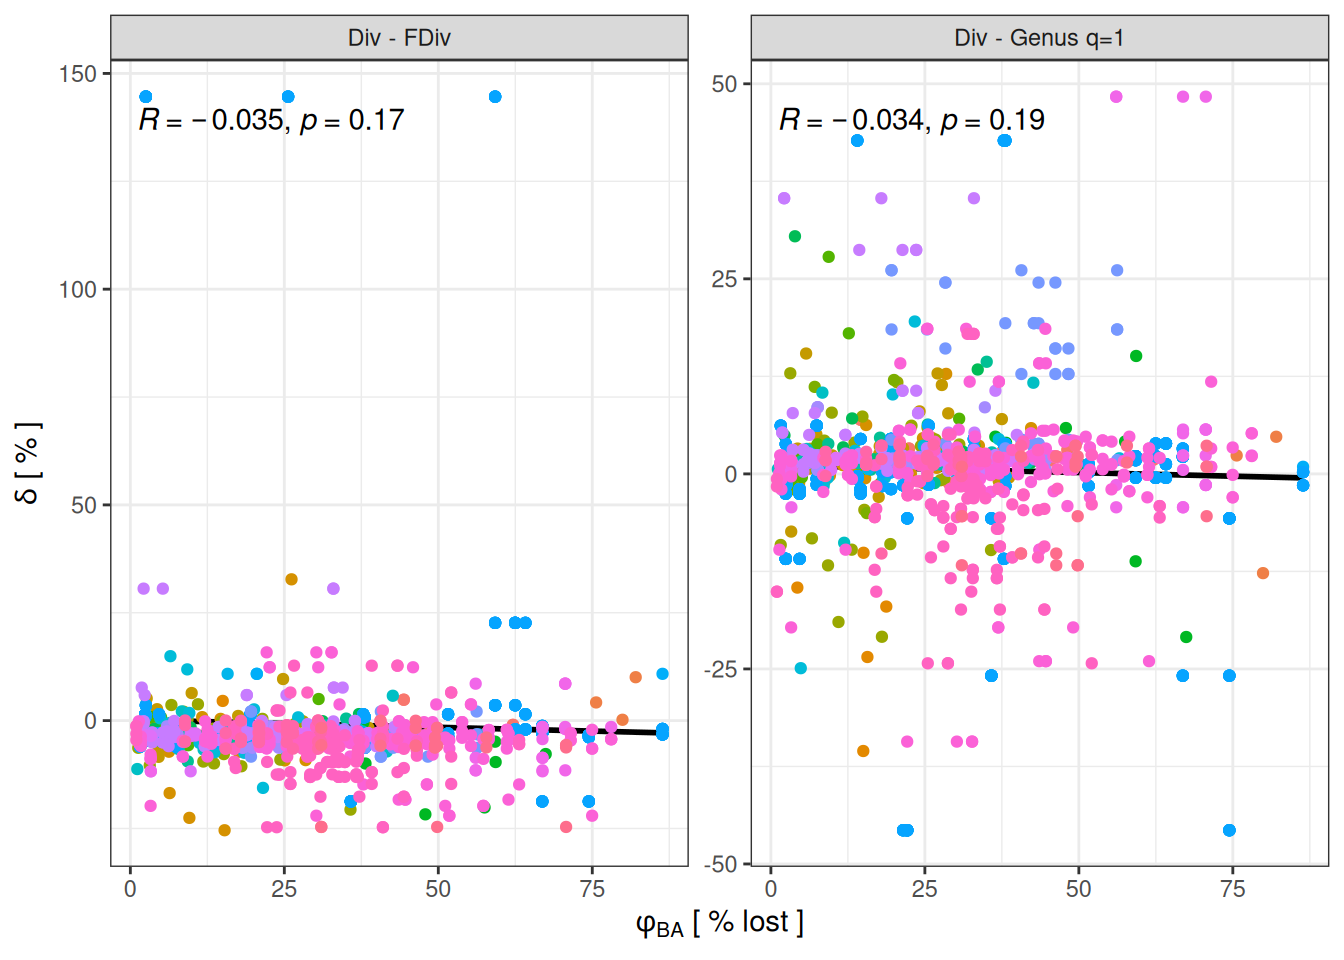 Div - FDiv
Div - Genus q=1
R = −0.035, p = 0.17
R = −0.034, p = 0.19
150
100
50
0
50
25
0
-25
-50
δ [ % ]
0 25 50 75
0 25 50 75
φBA [ % lost ]